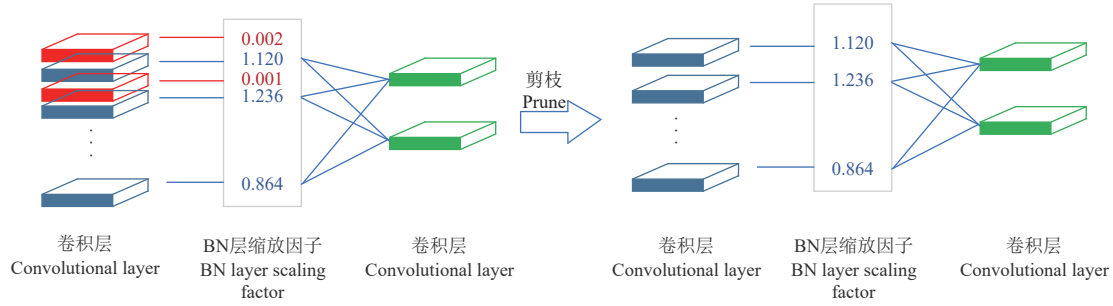 0.002
1.120
0.001
1.236
0.864
剪枝
Prune
1.120
1.236
0.864
卷积层
Convolutional layer
BN层缩放因子
BN layer scaling
factor
卷积层
Convolutional layer
卷积层
Convolutional layer
BN层缩放因子
BN layer scaling
factor
卷积层
Convolutional layer